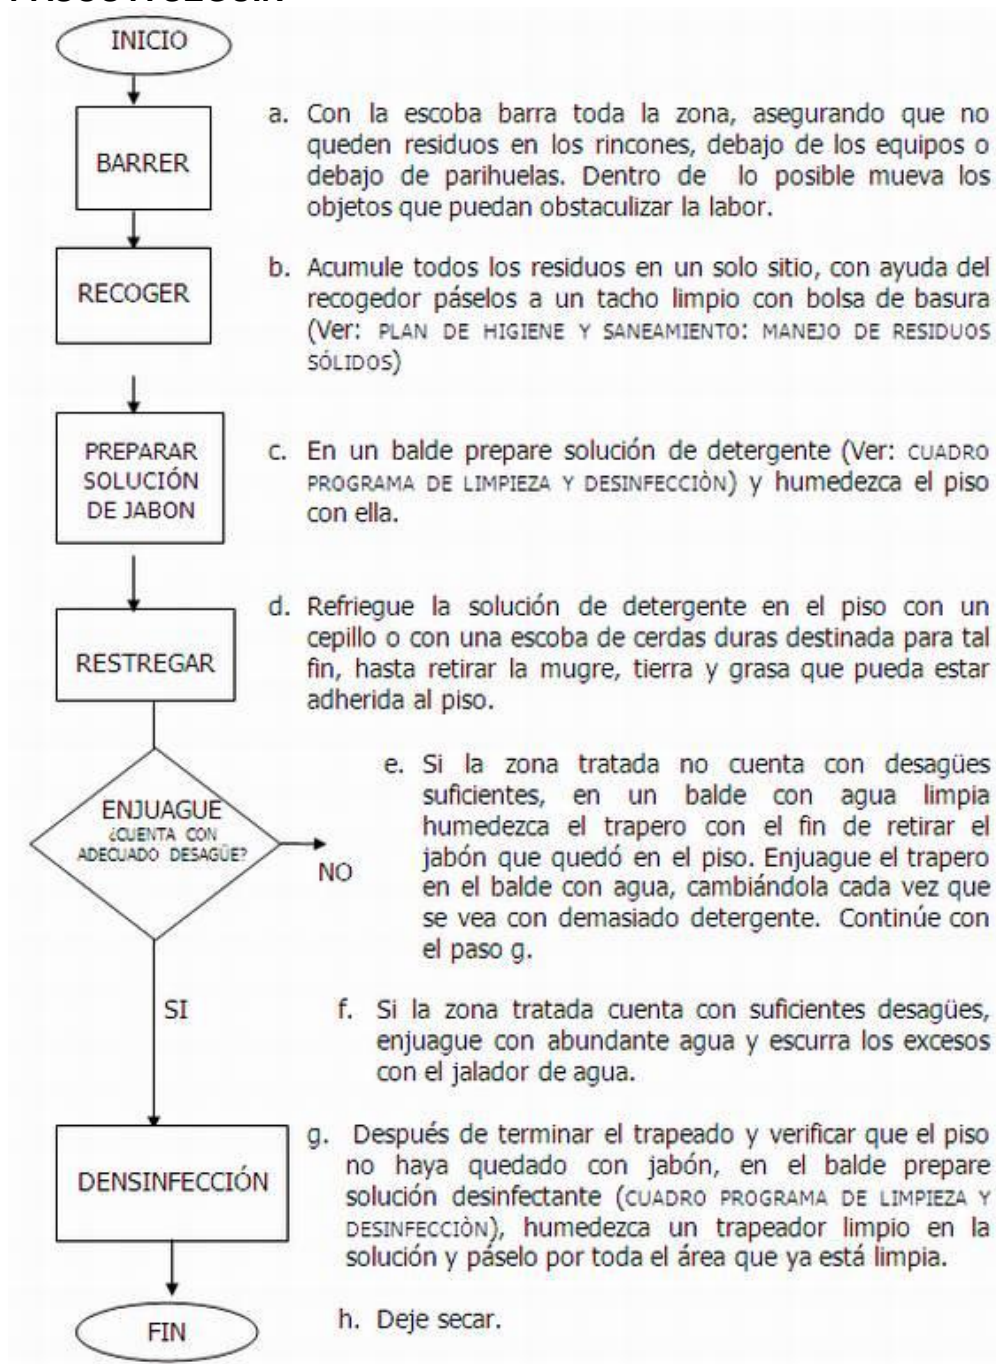 INICIO
BARRER
a. Con la escoba barra toda la zona, asegurando que no
queden residuos en los rincones, debajo de los equipos o
debajo de parihuelas. Dentro de lo posible mueva los
objetos que puedan obstaculizar la labor.
RECOGER
b. Acumule todos los residuos en un solo sitio, con ayuda del
recogedor páselos a un tacho limpio con bolsa de basura
(Ver: PLAN DE HIGIENE Y SANEAMIENTO: MANEJO DE RESIDUOS
SÓLIDOS)
PREPARAR
SOLUCIÓN
DE JABON
c. En un balde prepare solución de detergente (Ver: CUADRO
PROGRAMA DE LIMPIEZA Y DESINFECCIÒN) y humedezca el piso
con ella.
RESTREGAR
d. Refriegue la solución de detergente en el piso con un
cepillo o con una escoba de cerdas duras destinada para tal
fin, hasta retirar la mugre, tierra y grasa que pueda estar
adherida al piso.
ENJUAGUE
¿CUENTA CON
ADECUADO DESAGÜE?
NO
e. Si la zona tratada no cuenta con desagües
suficientes, en un balde con agua limpia
humedezca el trapero con el fin de retirar el
jabón que quedó en el piso. Enjuague el trapero
en el balde con agua, cambiándola cada vez que
se vea con demasiado detergente. Continúe con
el paso g.
SI
f. Si la zona tratada cuenta con suficientes desagües,
enjuague con abundante agua y escurra los excesos
con el jalador de agua.
DENSINFECCIÓN
g. Después de terminar el trapeado y verificar que el piso
no haya quedado con jabón, en el balde prepare
solución desinfectante (CUADRO PROGRAMA DE LIMPIEZA Y
DESINFECCIÒN), humedezca un trapeador limpio en la
solución y páselo por toda el área que ya está limpia.
FIN
h. Deje secar.